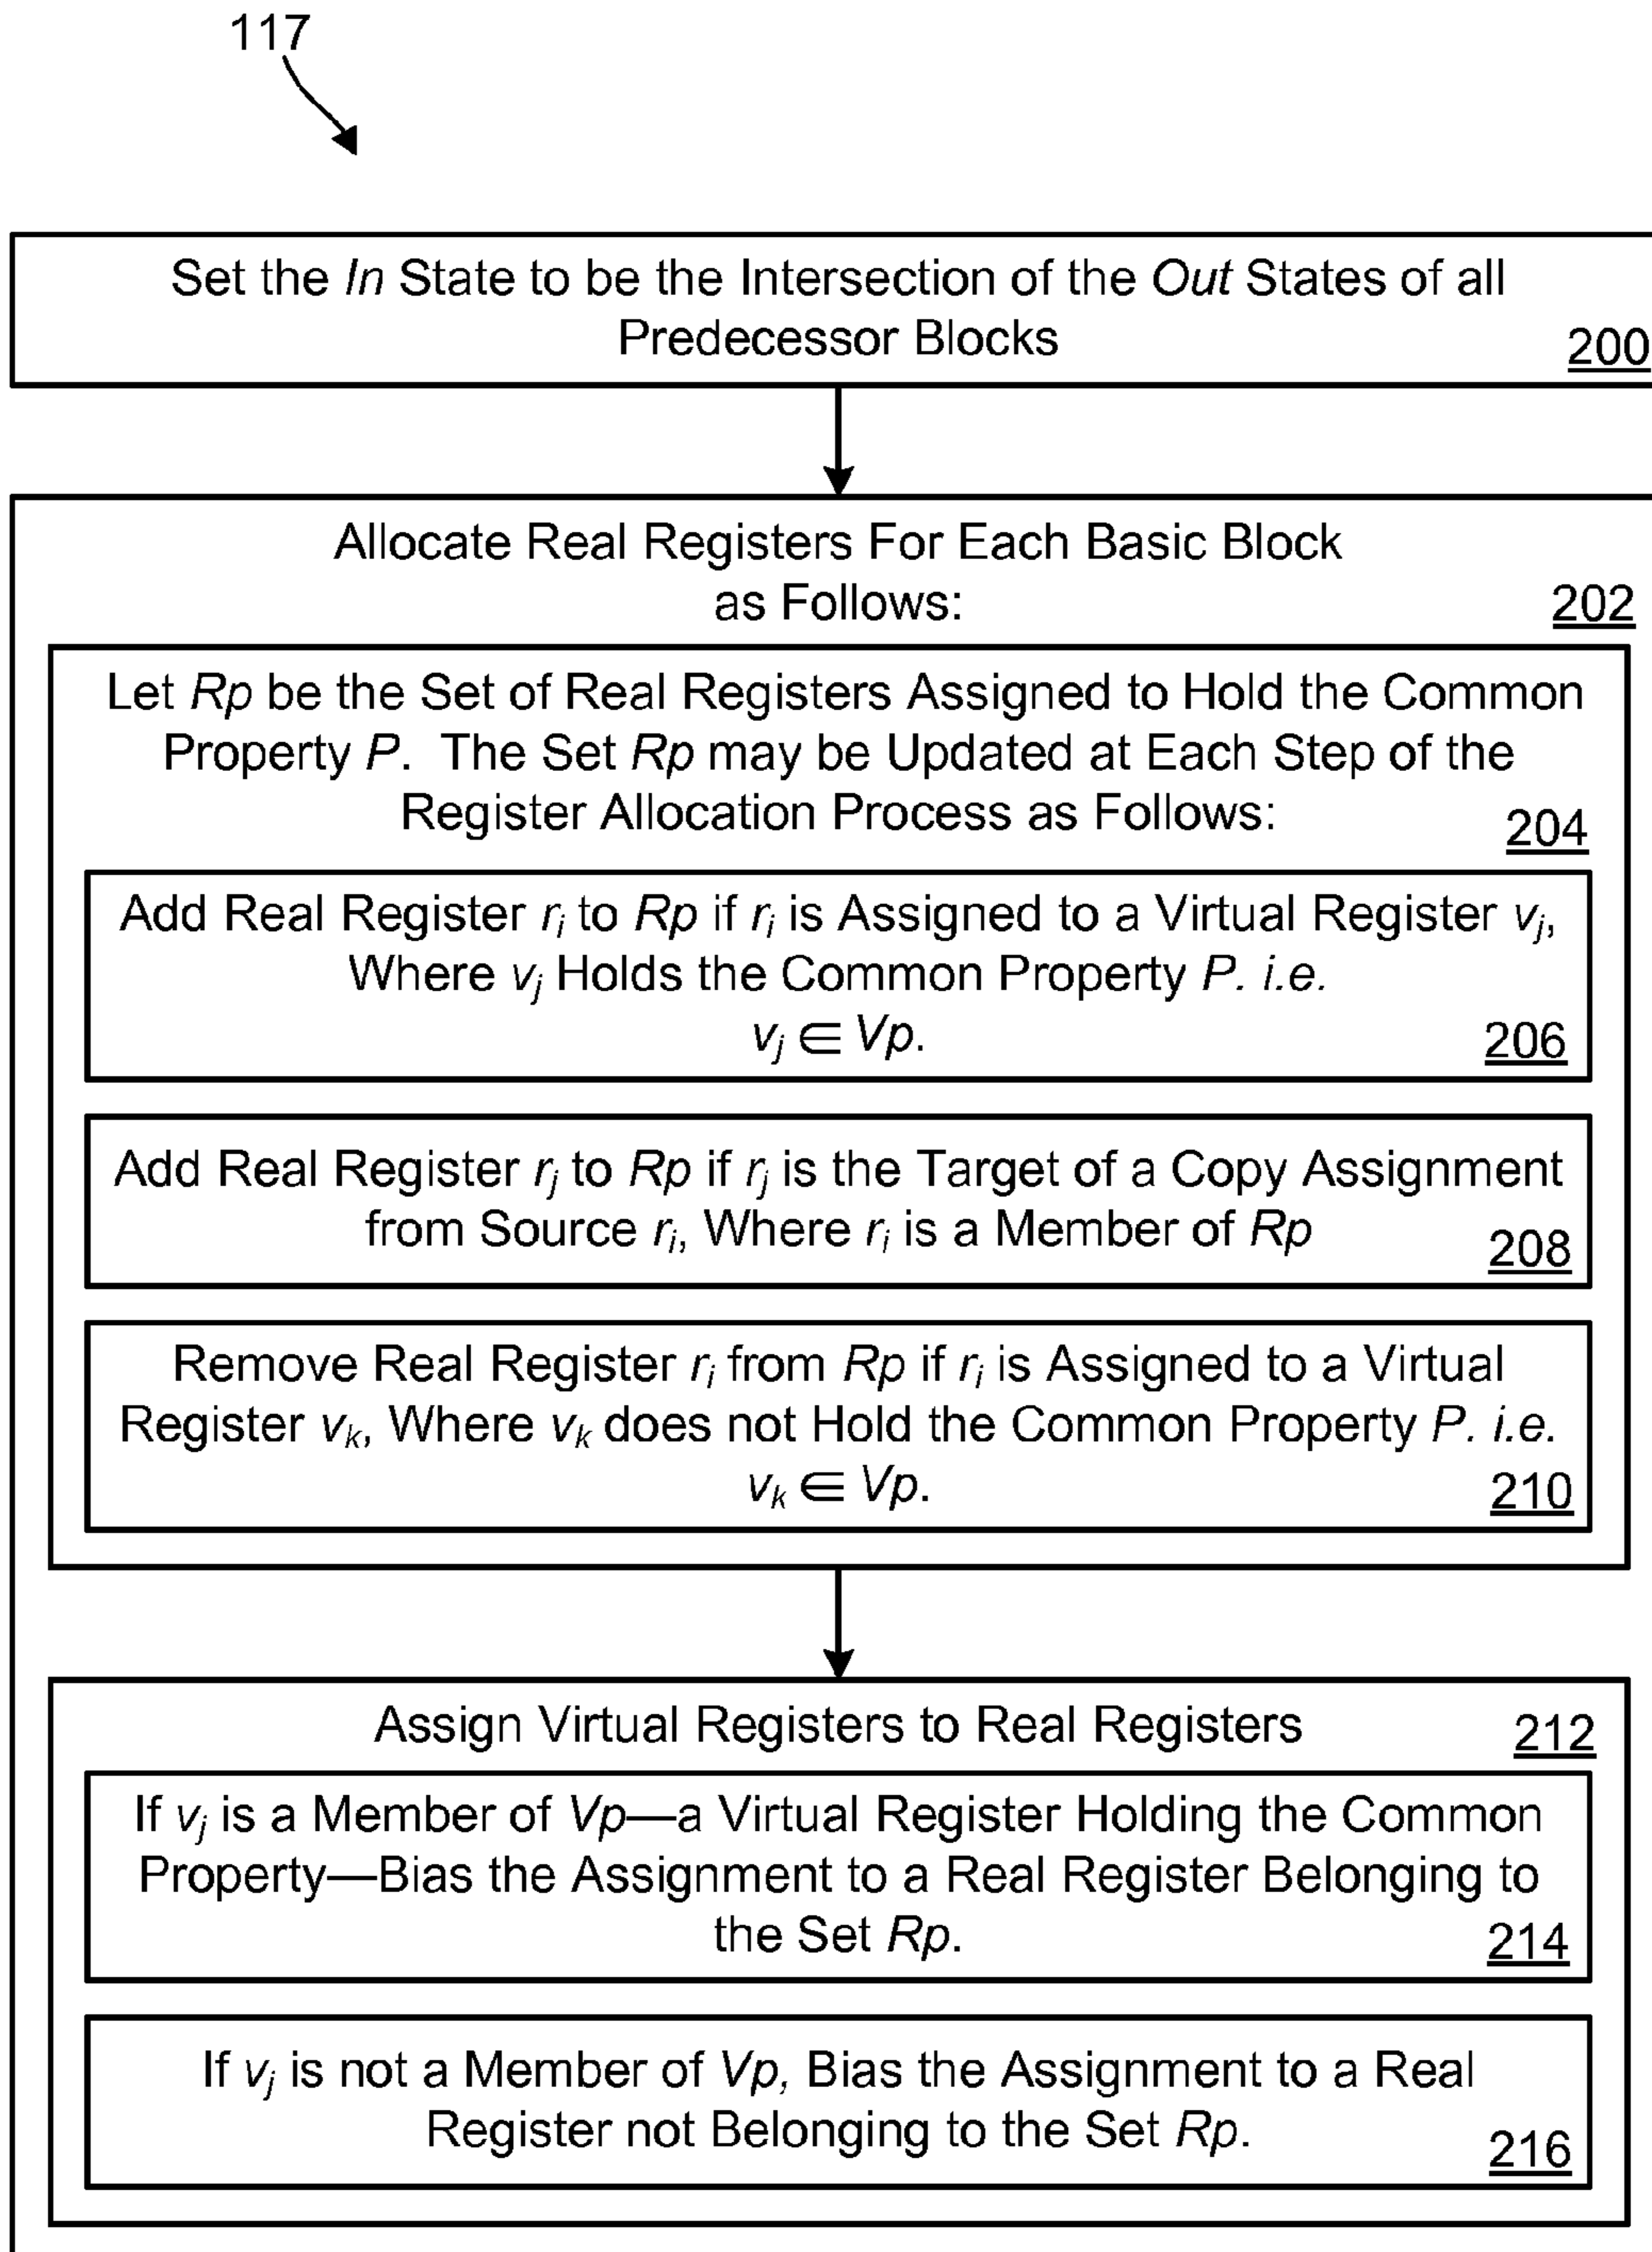 117
Set the In State to be the Intersection of the Out States of all
Predecessor Blocks
200
Allocate Real Registers For Each Basic Block
as Follows:
202
Let Rp be the Set of Real Registers Assigned to Hold the Common
Property P. The Set Rp may be Updated at Each Step of the
Register Allocation Process as Follows:
204
Add Real Register ri to Rp if ri is Assigned to a Virtual Register vj,
Where vj Holds the Common Property P. i.e.
vj ∈ Vp.
206
Add Real Register rj to Rp if rj is the Target of a Copy Assignment
from Source ri, Where ri is a Member of Rp
208
Remove Real Register ri from Rp if ri is Assigned to a Virtual
Register vk, Where vk does not Hold the Common Property P. i.e.
vk ∈ Vp.
210
Assign Virtual Registers to Real Registers
212
If vj is a Member of Vp—a Virtual Register Holding the Common
Property—Bias the Assignment to a Real Register Belonging to
the Set Rp.
214
If vj is not a Member of Vp, Bias the Assignment to a Real
Register not Belonging to the Set Rp.
216